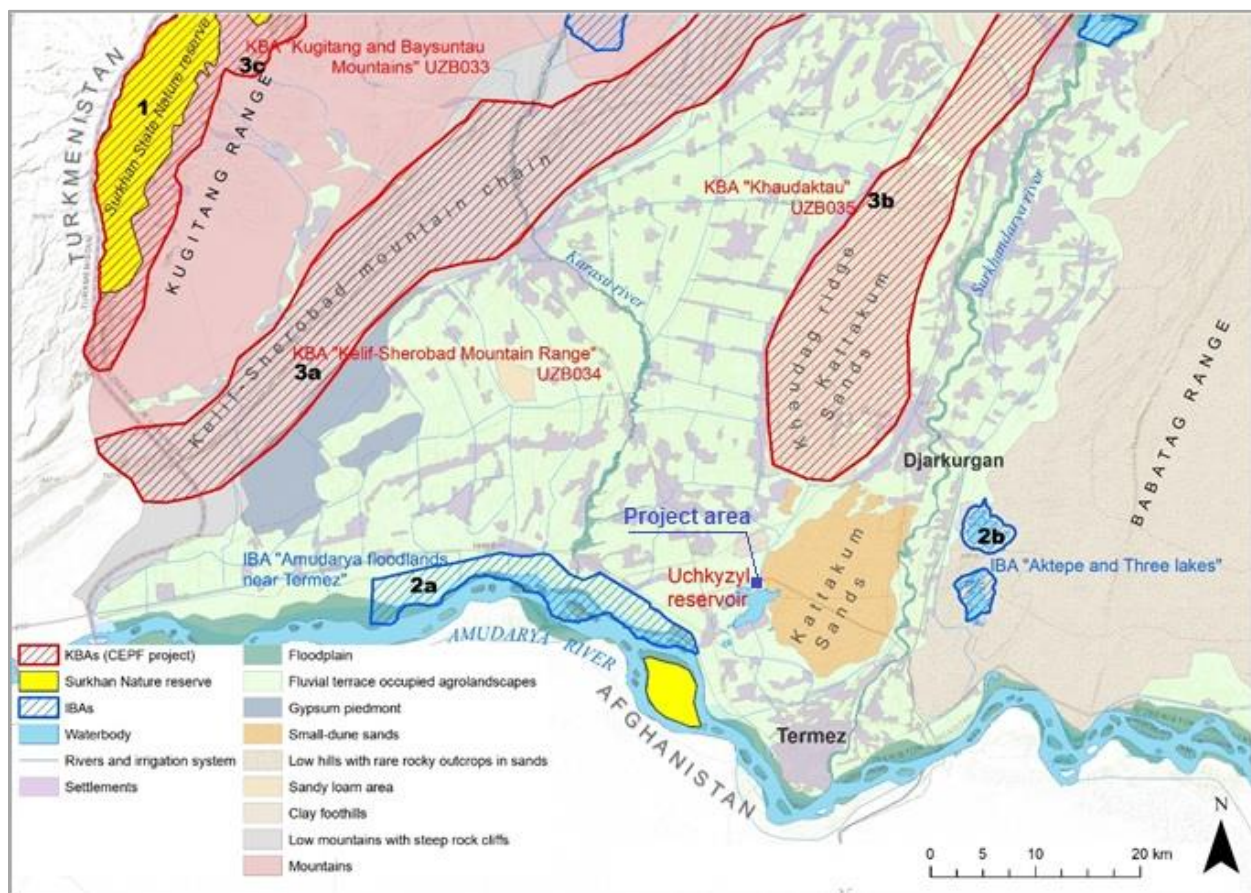 TURKMENISTAN
1
Surkhan State Nature reserve
3c
KBA "Kugitang and Baysuntau
Mountains" UZB033
KUGITANG RANGE
Kelif-Sherobad mountain chain
KBA "Kelif-Sherobad Mountain Range"
3a
UZB034
Karasu river
KBA "Khaudaktau"
UZB035
3b
Khaudag ridge
Kattakum
Sands
Surkhandarya river
BABATAG RANGE
Djarkurgan
Project area
Uchkyzyl
reservoir
Kattakum
Sands
2b
IBA "Aktepe and Three lakes"
IBA "Amudarya floodlands
near Termez"
2a
AMUDARYA RIVER
AFGHANISTAN
Termez
KBAs (CEPF project)
Surkhan Nature reserve
IBAs
Waterbody
Rivers and irrigation system
Settlements
Floodplain
Fluvial terrace occupied agrolandscapes
Gypsum piedmont
Small-dune sands
Low hills with rare rocky outcrops in sands
Sandy loam area
Clay foothills
Low mountains with steep rock cliffs
Mountains
N
0 5 10 20 km